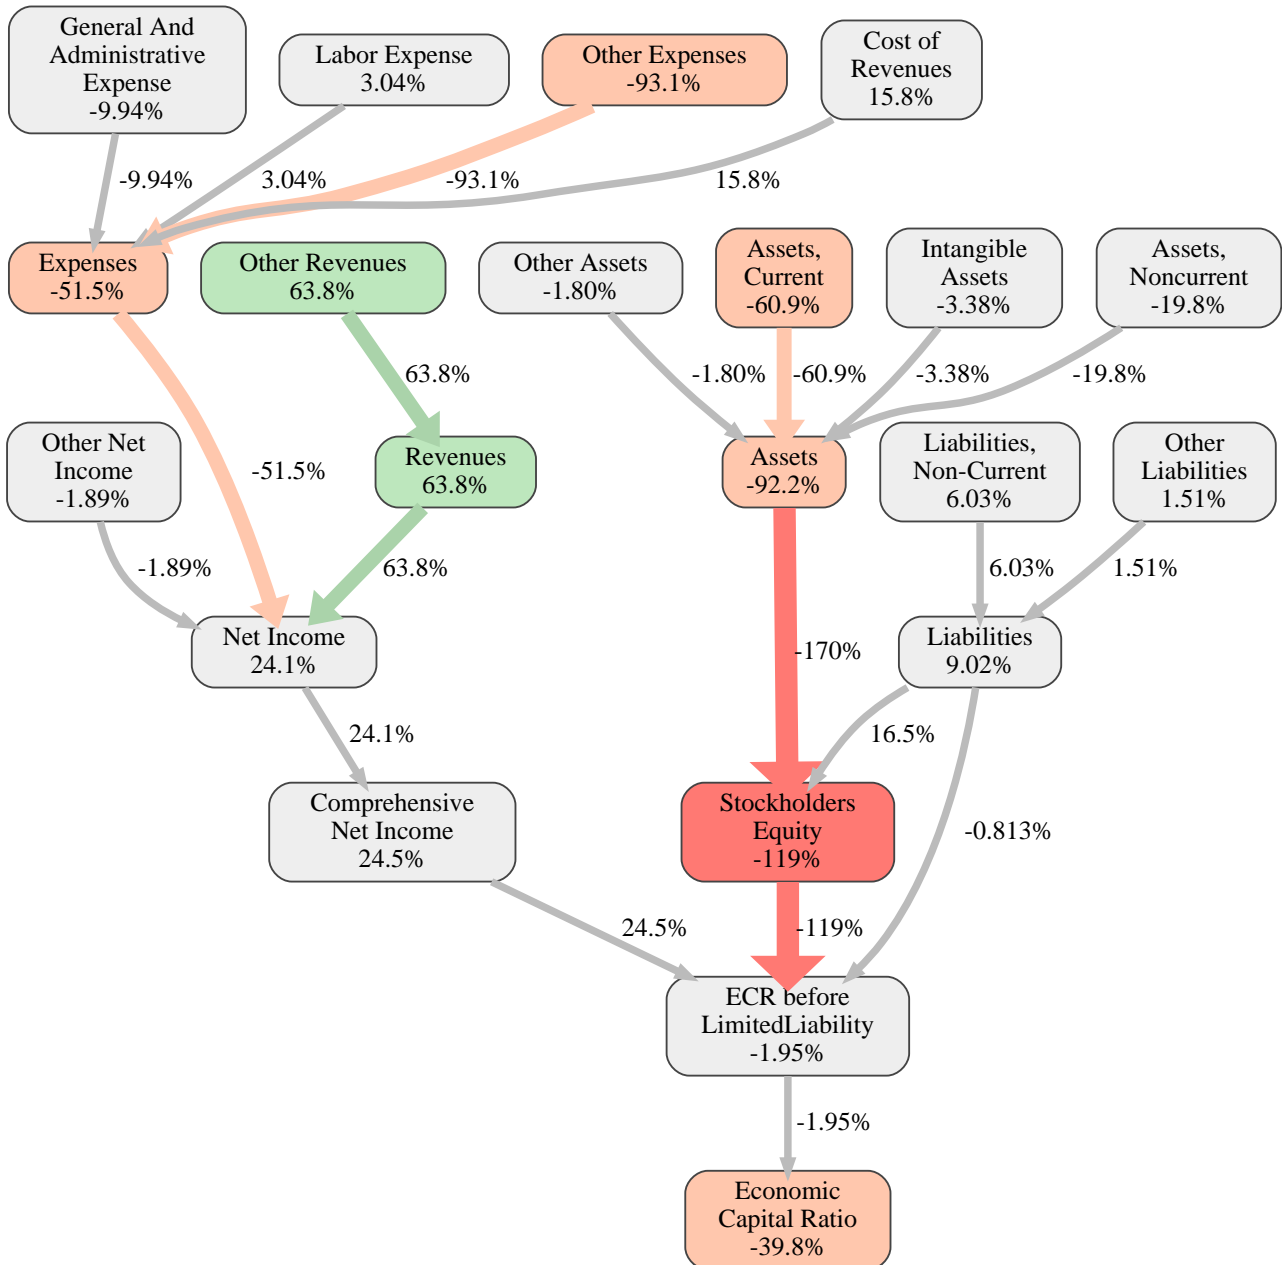 General And
Administrative
Expense
-9.94%
Labor Expense
3.04%
Other Expenses
-93.1%
Cost of
Revenues
15.8%
-9.94%
3.04%
-93.1%
15.8%
Expenses
-51.5%
Other Revenues
63.8%
Other Assets
-1.80%
Assets,
Current
-60.9%
Intangible
Assets
-3.38%
Assets,
Noncurrent
-19.8%
63.8%
-1.80%
-60.9%
-3.38%
-19.8%
Other Net
Income
-1.89%
-51.5%
Revenues
63.8%
Assets
-92.2%
Liabilities,
Non-Current
6.03%
Other
Liabilities
1.51%
-1.89%
63.8%
6.03%
1.51%
Net Income
24.1%
-170%
Liabilities
9.02%
24.1%
16.5%
Comprehensive
Net Income
24.5%
Stockholders
Equity
-119%
-0.813%
24.5%
-119%
ECR before
LimitedLiability
-1.95%
-1.95%
Economic
Capital Ratio
-39.8%